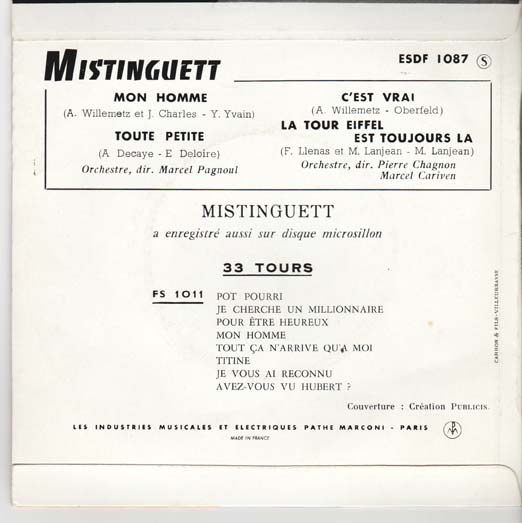 MISTINGUETT
ESDF 1087 S
MON HOMME
(A. Willemetz et J. Charles - Y. Yvain)
TOUTE PETITE
(A Decaye - E Deloire)
Orchestre, dir. Marcel Pagnoul
C'EST VRAI
(A. Willemetz - Oberfeld)
LA TOUR EIFFEL
EST TOUJOURS LA
(F. Llenas et M. Lanjean - M. Lanjean)
Orchestre, dir. Pierre Chagnon
Marcel Cariven
MISTINGUETT
a enregistré aussi sur disque microsillon
33 TOURS
FS 1011
POT POURRI
JE CHERCHE UN MILLIONNAIRE
POUR ÊTRE HEUREUX
MON HOMME
TOUT ÇA N'ARRIVE QU'A MOI
TITINE
JE VOUS AI RECONNU
AVEZ-VOUS VU HUBERT ?
Couverture : Création PUBLICIS.
LES INDUSTRIES MUSICALES ET ELECTRIQUES PATHE MARCONI - PARIS
MADE IN FRANCE
CARRON & FILS-VILLEURBANNE